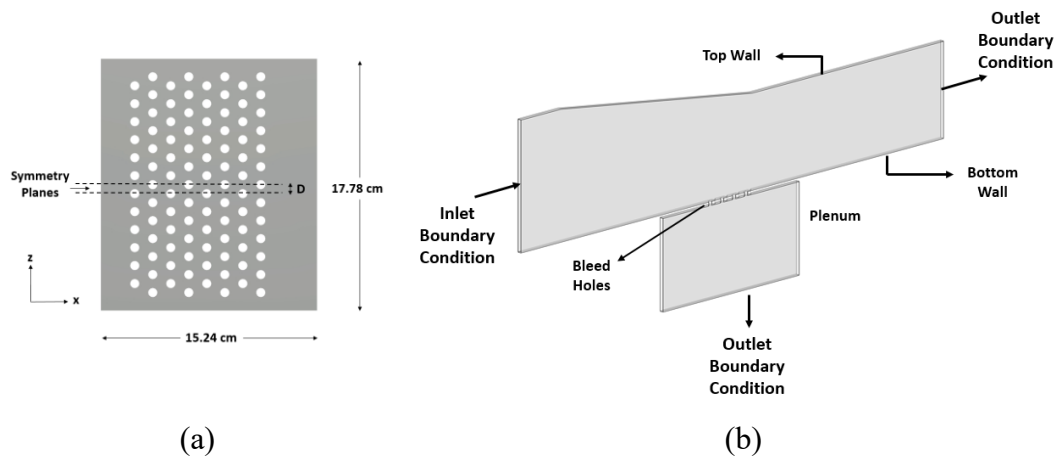 Symmetry
Planes
D
17.78 cm
z
x
15.24 cm
(a)
Outlet
Boundary
Condition
Top Wall
Bottom
Wall
Inlet
Boundary
Condition
Plenum
Bleed
Holes
Outlet
Boundary
Condition
(b)